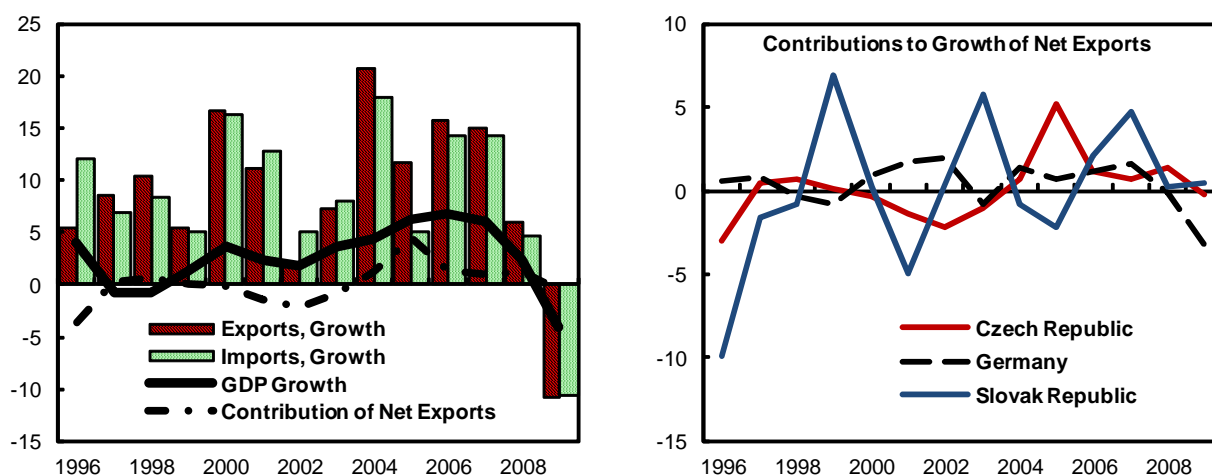 25
20
15
10
5
0
-5
-10
-15
Exports, Growth
Imports, Growth
GDP Growth
Contribution of Net Exports
1996 1998 2000 2002 2004 2006 2008
Contributions to Growth of Net Exports
10
5
0
-5
-10
-15
Czech Republic
Germany
Slovak Republic
1996 1998 2000 2002 2004 2006 2008